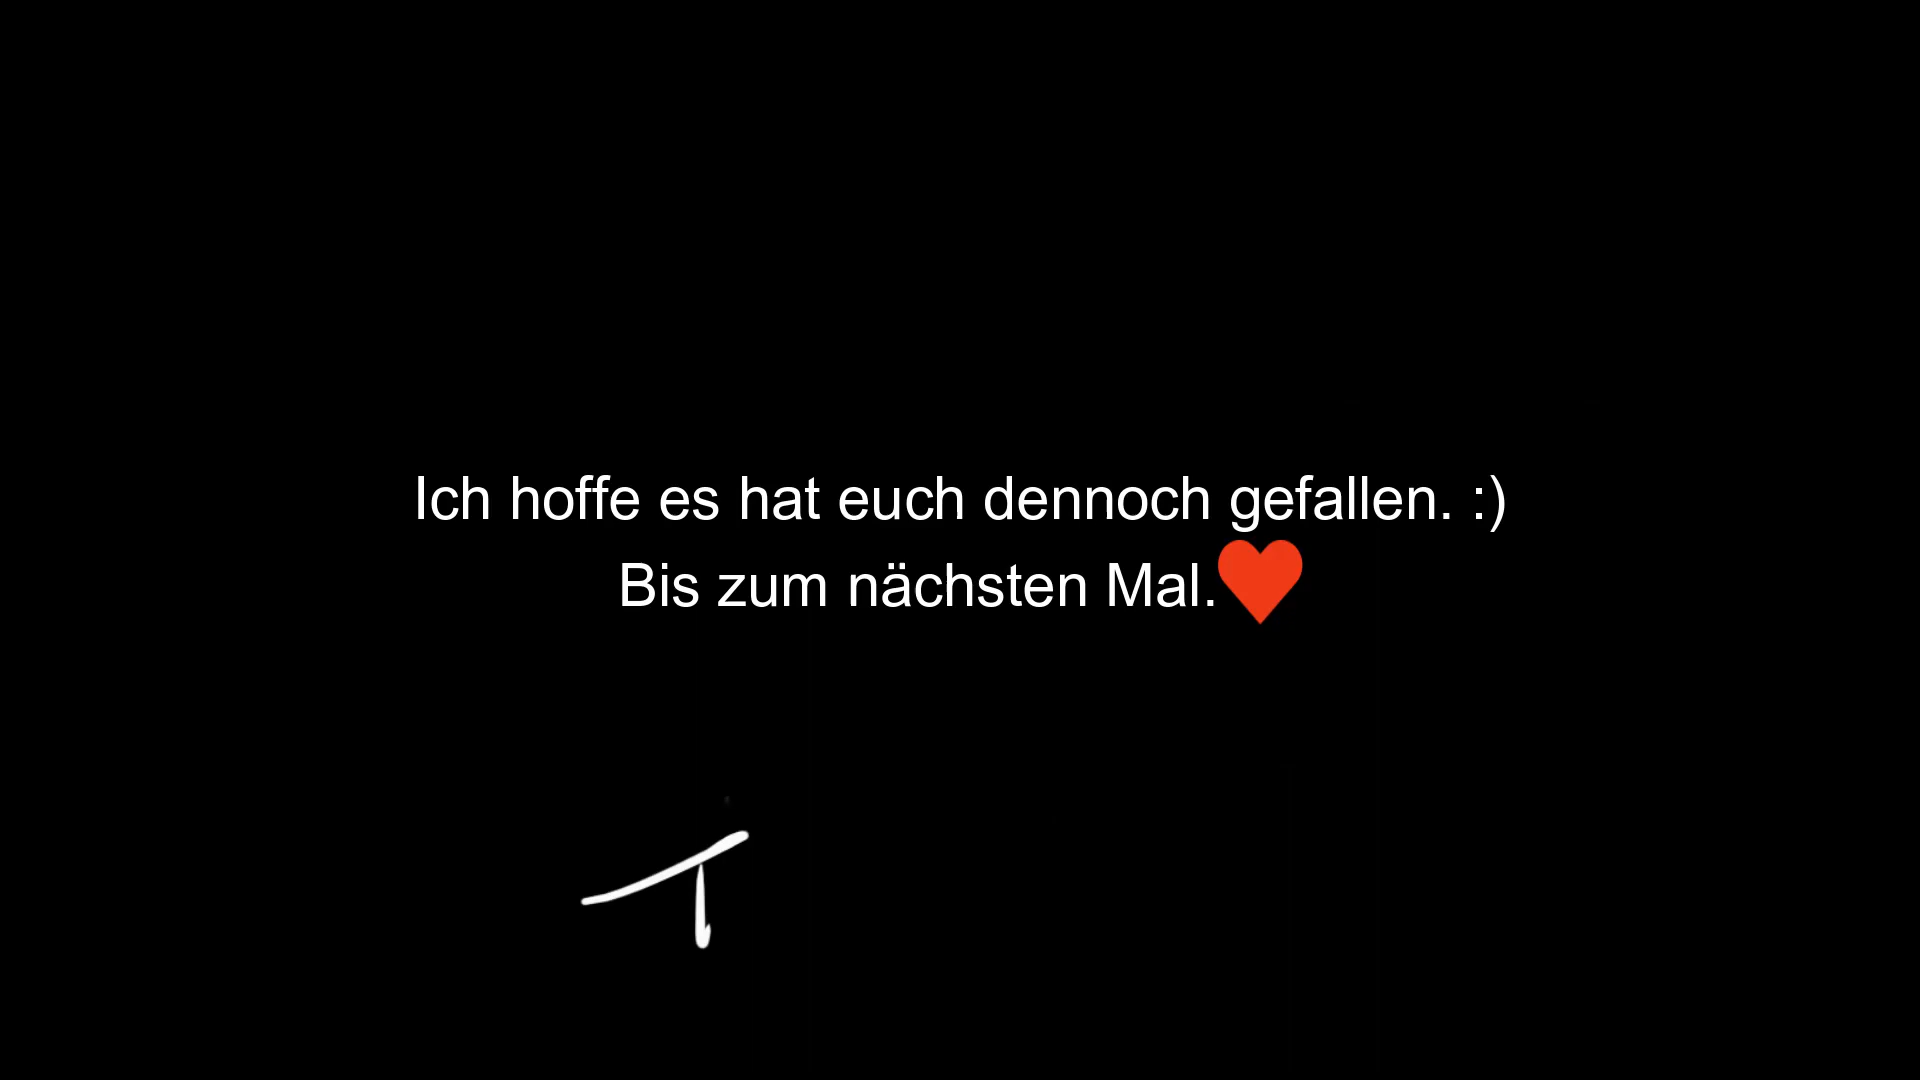 Ich hoffe es hat euch dennoch gefallen. :)
Bis zum nächsten Mal.❤